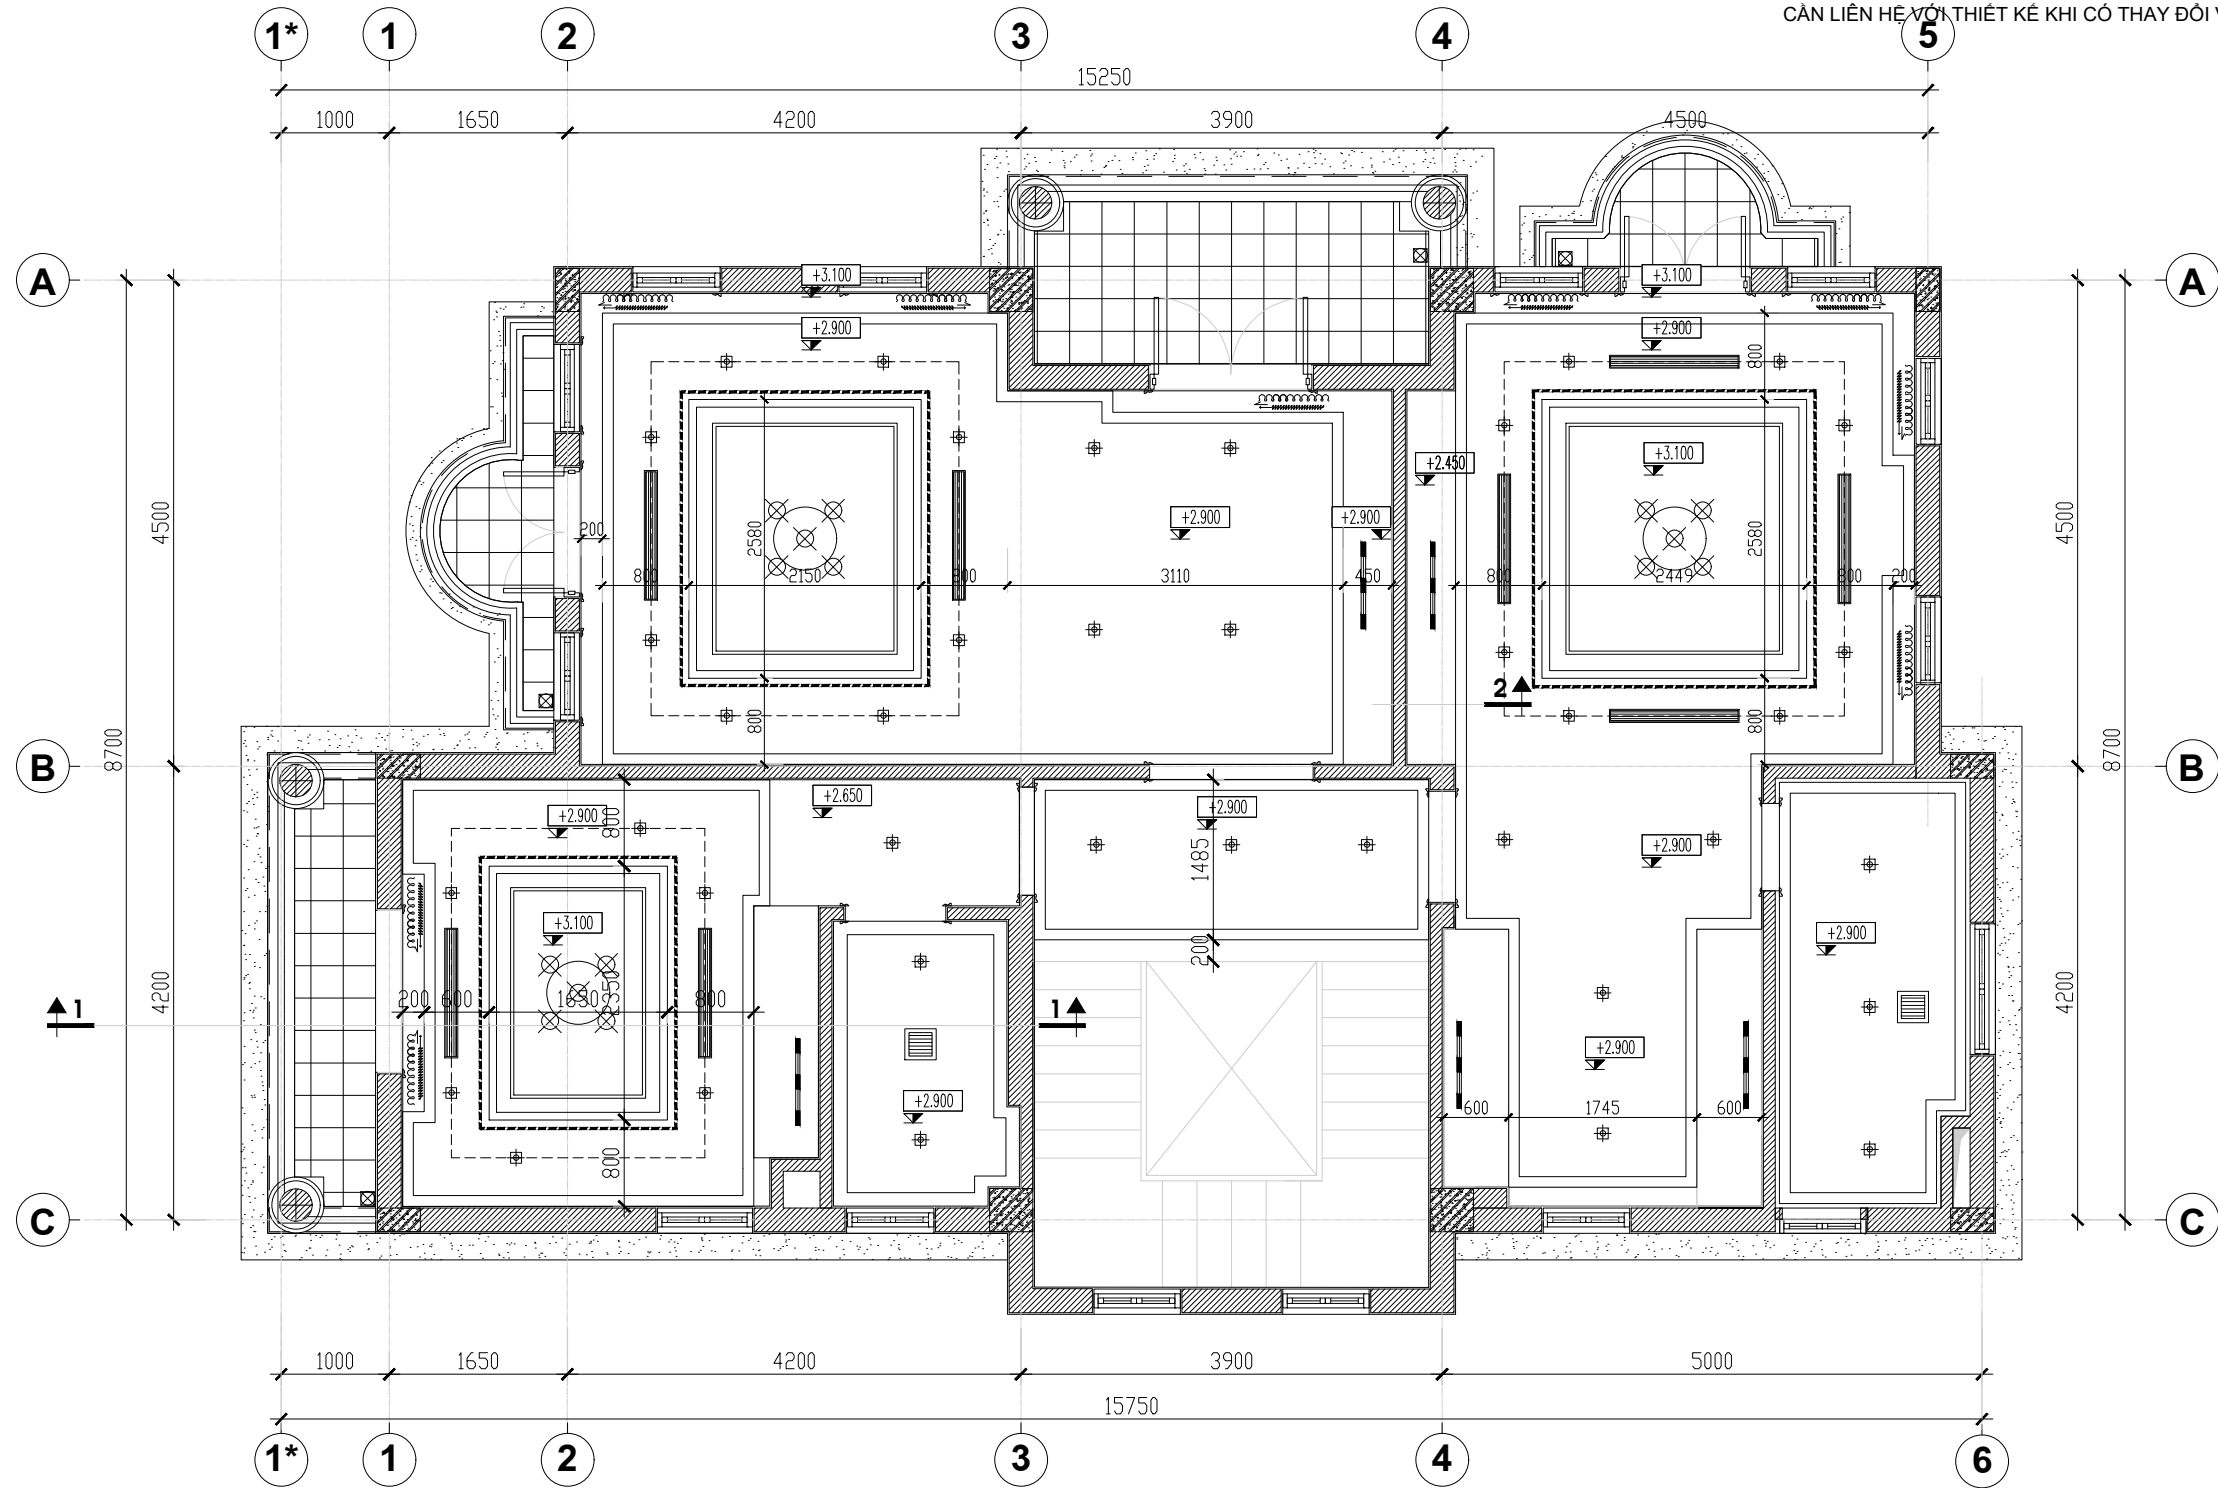 CẦN LIÊN HỆ VỚI THIẾT KẾ KHI CÓ THAY ĐỔI
1* 1 2 3 4 5
15250
1000 1650 4200 3900 4500
A +3.100 +3.100 A
+2.900 +2.900 800
+2.450 +3.100
4500 200 2580 +2.900 +2.900 2580 4500
800 2150 800 3110 450 800 2449 800 200
2
800 800
B 8700 8700 B
+2.650
+2.900 800 +2.900
1485 +2.900
+3.100 +2.900
200
4200 2350 4200
1 200 600 1650 800 1
+2.900
+2.900 600 1745 600
800
C C
1000 1650 4200 3900 5000
15750
1* 1 2 3 4 6